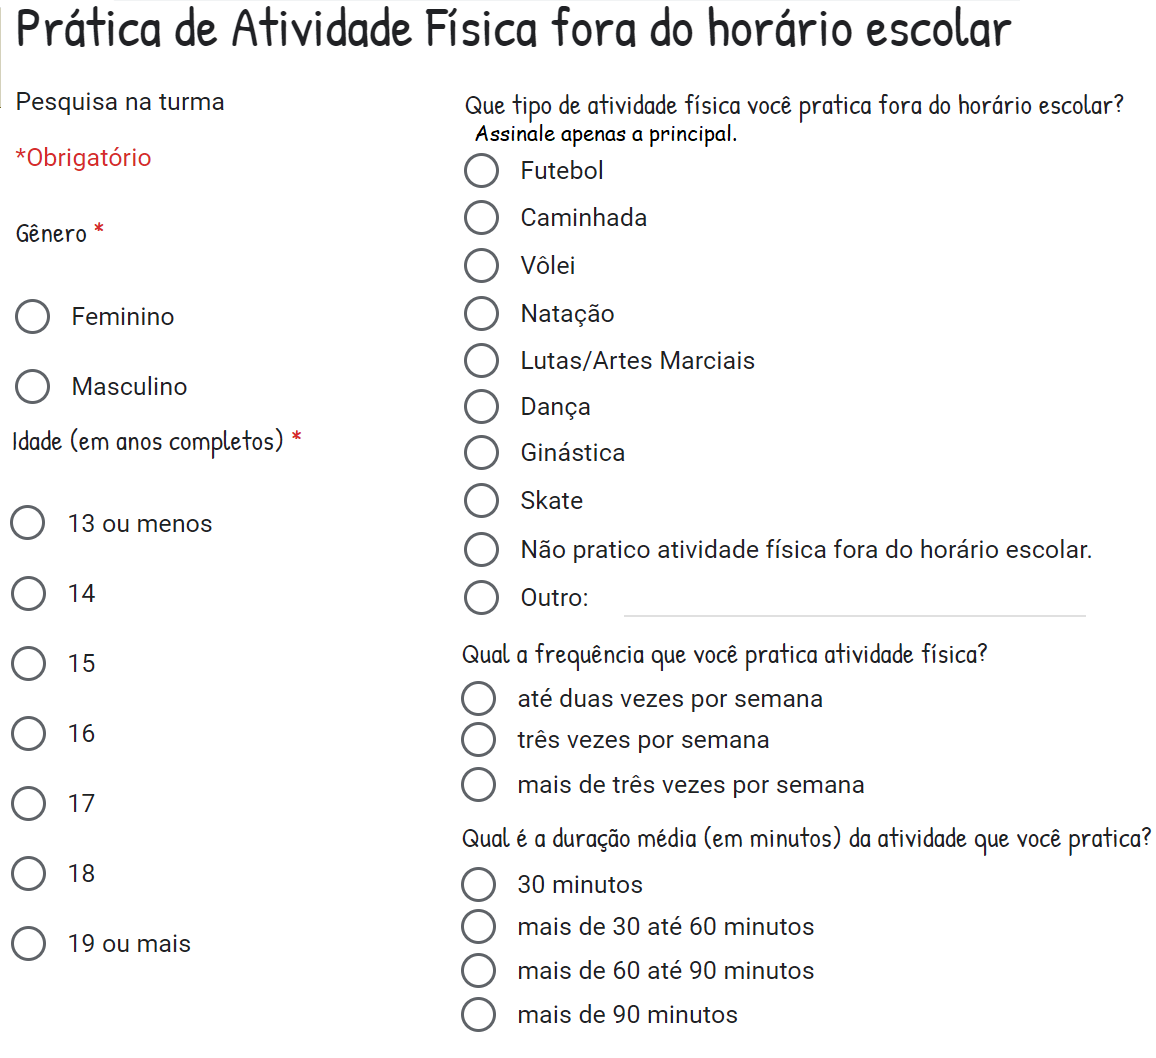 Prática de Atividade Física fora do horário escolar
Pesquisa na turma
*Obrigatório
Gênero *
Feminino
Masculino
Idade (em anos completos) *
13 ou menos
14
15
16
17
18
19 ou mais
Que tipo de atividade física você pratica fora do horário escolar?
Assinale apenas a principal.
Futebol
Caminhada
Vôlei
Natação
Lutas/Artes Marciais
Dança
Ginástica
Skate
Não pratico atividade física fora do horário escolar.
Outro:
Qual a frequência que você pratica atividade física?
até duas vezes por semana
três vezes por semana
mais de três vezes por semana
Qual é a duração média (em minutos) da atividade que você pratica?
30 minutos
mais de 30 até 60 minutos
mais de 60 até 90 minutos
mais de 90 minutos